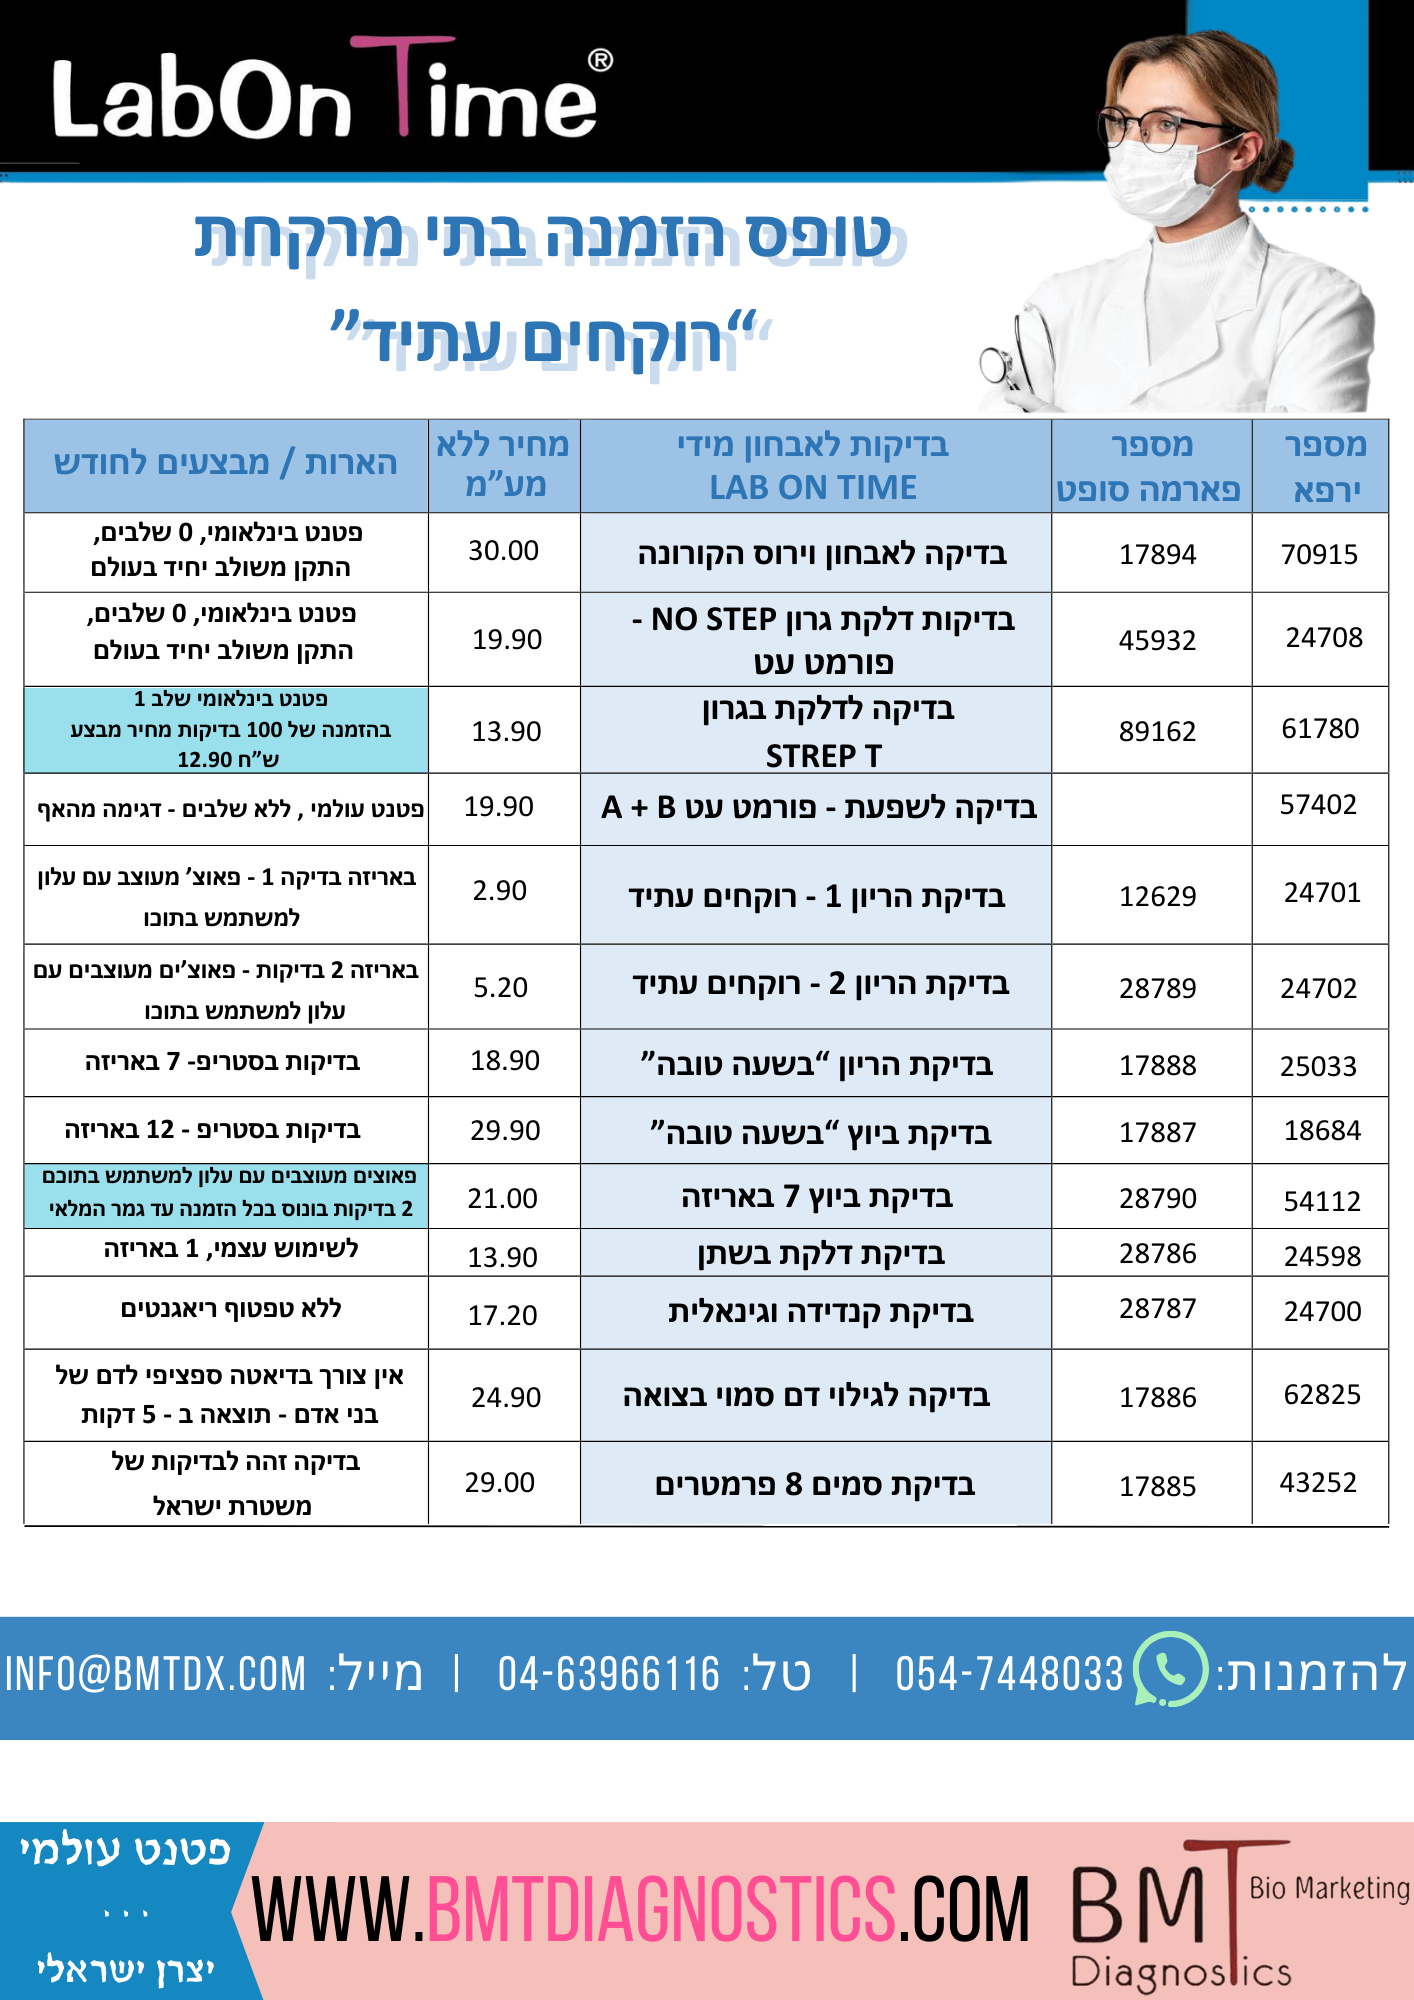 LabOnTime®
טופס הזמנה בתי מרקחת
“רוקחים עתיד”
מספר ירפא
מספר פארמה סופט
בדיקות לאבחון מידי
LAB ON TIME
מחיר ללא
מע”מ
הארות / מבצעים לחודש
70915
17894
בדיקה לאבחון וירוס הקורונה
30.00
פטנט בינלאומי, 0 שלבים,
התקן משולב יחיד בעולם
24708
45932
בדיקות דלקת גרון NO STEP -
פורמט עט
19.90
פטנט בינלאומי, 0 שלבים,
התקן משולב יחיד בעולם
61780
89162
בדיקה לדלקת בגרון
STREP T
13.90
פטנט בינלאומי שלב 1
בהזמנה של 100 בדיקות מחיר מבצע
12.90 ש”ח
57402
בדיקה לשפעת - פורמט עט A + B
19.90
פטנט עולמי , ללא שלבים - דגימה מהאף
24701
12629
בדיקת הריון 1 - רוקחים עתיד
2.90
באריזה בדיקה 1 - פאוצ’ מעוצב עם עלון
למשתמש בתוכו
24702
28789
בדיקת הריון 2 - רוקחים עתיד
5.20
באריזה 2 בדיקות - פאוצ’ים מעוצבים עם
עלון למשתמש בתוכו
25033
17888
בדיקת הריון “בשעה טובה”
18.90
בדיקות בסטריפ- 7 באריזה
18684
17887
בדיקת ביוץ “בשעה טובה”
29.90
בדיקות בסטריפ - 12 באריזה
54112
28790
בדיקת ביוץ 7 באריזה
21.00
פאוצים מעוצבים עם עלון למשתמש בתוכם
2 בדיקות בונוס בכל הזמנה עד גמר המלאי
24598
28786
בדיקת דלקת בשתן
13.90
לשימוש עצמי, 1 באריזה
24700
28787
בדיקת קנדידה וגינאלית
17.20
ללא טפטוף ריאגנטים
62825
17886
בדיקה לגילוי דם סמוי בצואה
24.90
אין צורך בדיאטה ספציפי לדם של
בני אדם - תוצאה ב - 5 דקות
43252
17885
בדיקת סמים 8 פרמטרים
29.00
בדיקה זהה לבדיקות של
משטרת ישראל
להזמנות: 054-7448033 | טל: 04-63966116 | מייל: INFO@BMTDX.COM
פטנט עולמי
...
יצרן ישראלי
WWW.BMTDIAGNOSTICS.COM
BMT Bio Marketing
Diagnostics